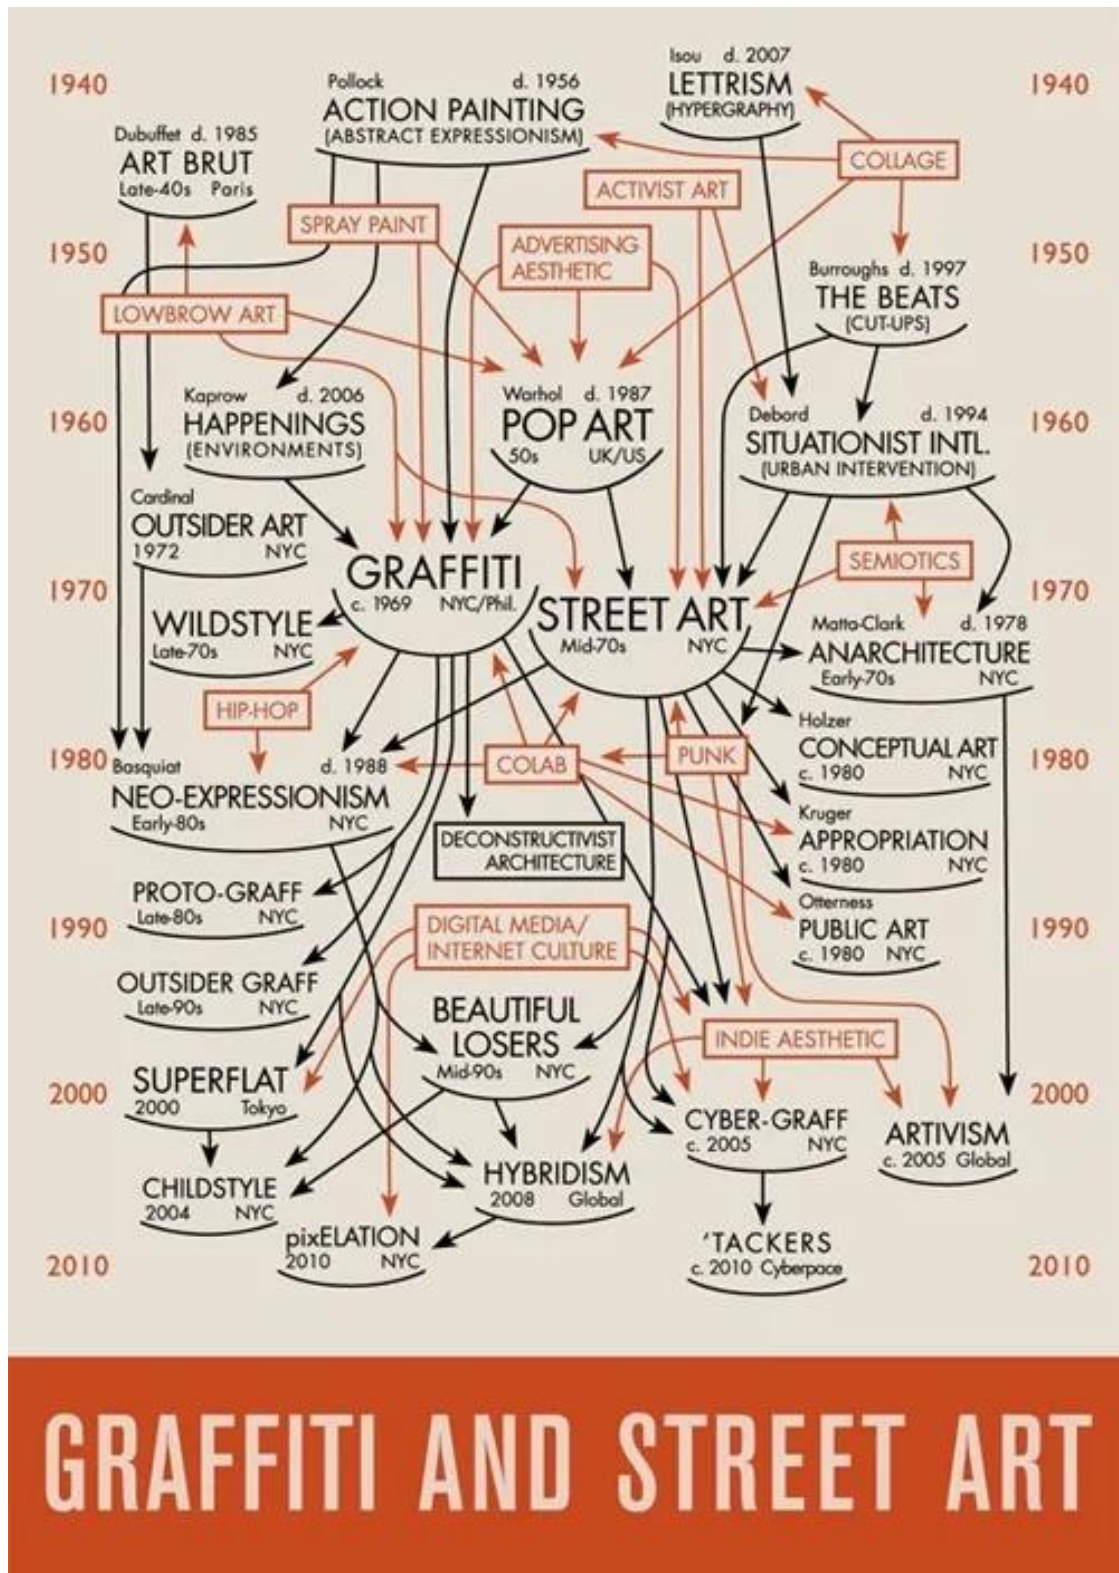 1940
Pollock d. 1956
ACTION PAINTING
(ABSTRACT EXPRESSIONISM)
Isou d. 2007
LETTRISM
(HYPERGRAPHY)
1940
Dubuffet d. 1985
ART BRUT
Late-40s Paris
COLLAGE
ACTIVIST ART
SPRAY PAINT
1950
ADVERTISING
AESTHETIC
1950
Burroughs d. 1997
THE BEATS
(CUT-UPS)
LOWBROW ART
1960
Kaprow d. 2006
HAPPENINGS
(ENVIRONMENTS)
Warhol d. 1987
POP ART
50s UK/US
Debord d. 1994
SITUATIONIST INTL.
(URBAN INTERVENTION)
1960
Cardinal
OUTSIDER ART
1972 NYC
SEMIOTICS
1970
GRAFFITI
c. 1969 NYC/Phil.
STREET ART
Mid-70s NYC
1970
WILDSTYLE
Late-70s NYC
Matta-Clark d. 1978
ANARCHITECTURE
Early-70s NYC
HIP-HOP
Holzer
CONCEPTUAL ART
c. 1980 NYC
1980
COLAB
PUNK
1980
Basquiat d. 1988
NEO-EXPRESSIONISM
Early-80s NYC
Kruger
APPROPRIATION
c. 1980 NYC
DECONSTRUCTIVIST
ARCHITECTURE
PROTO-GRAFF
Late-80s NYC
Otterness
PUBLIC ART
c. 1980 NYC
1990
DIGITAL MEDIA/
INTERNET CULTURE
1990
OUTSIDER GRAFF
Late-90s NYC
BEAUTIFUL
LOSERS
Mid-90s NYC
INDIE AESTHETIC
2000
SUPERFLAT
2000 Tokyo
2000
CYBER-GRAFF
c. 2005 NYC
ARTIVISM
c. 2005 Global
CHILDSTYLE
2004 NYC
HYBRIDISM
2008 Global
pixELATION
2010 NYC
'TACKERS
c. 2010 Cyberpace
2010
2010
GRAFFITI AND STREET ART